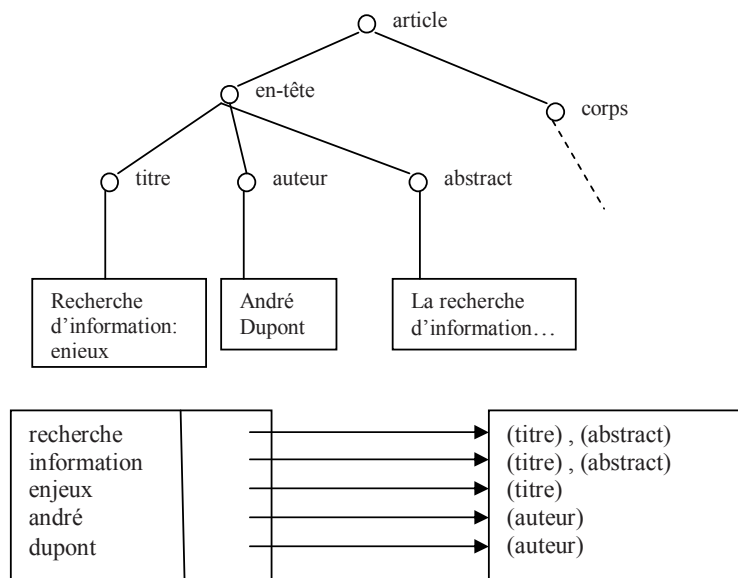 article
en-tête
corps
titre
auteur
abstract
Recherche
d’information:
enieux
André
Dupont
La recherche
d’information…
recherche
(titre) , (abstract)
information
(titre) , (abstract)
enjeux
(titre)
andré
(auteur)
dupont
(auteur)